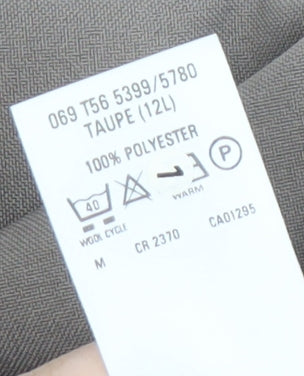 069 T56 5399/5780
TAUPE (12L)
100% POLYESTER
40
P
WARM
WOOL CYCLE
M CR 2370 CA01295